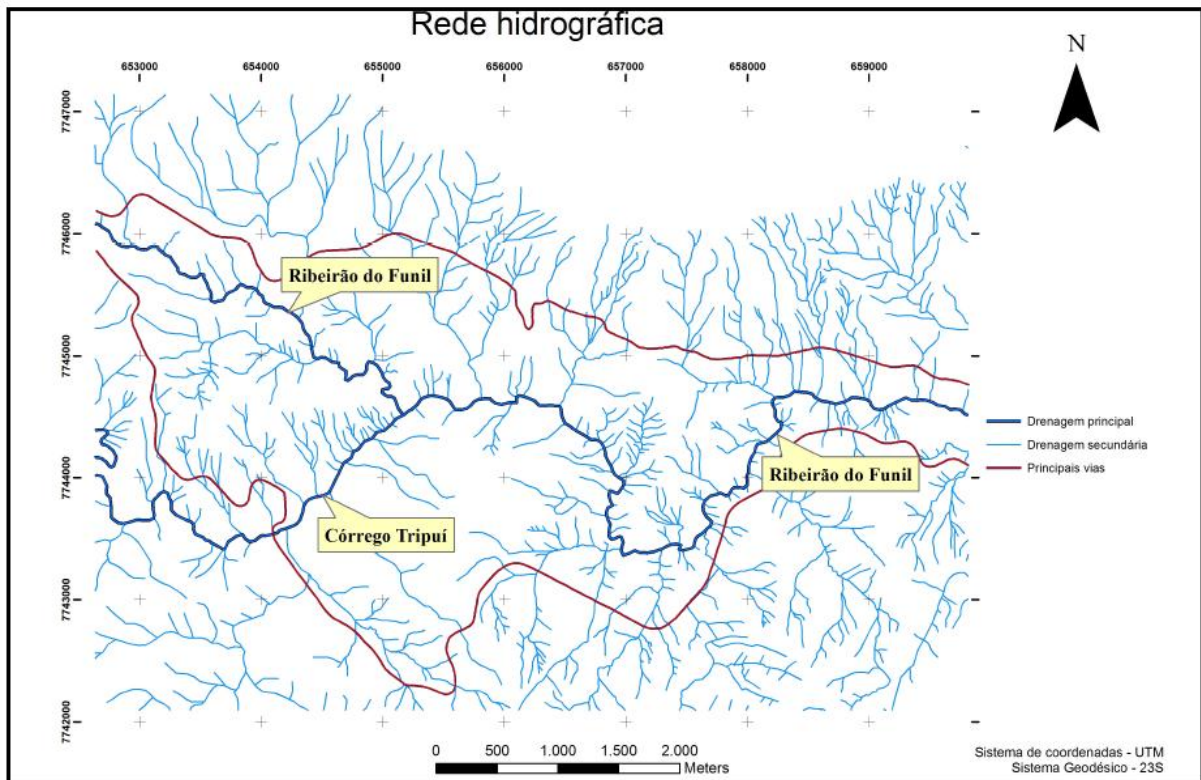 Rede hidrográfica
N
653000 654000 655000 656000 657000 658000 659000
7747000
7746000
7745000
7744000
7743000
7742000
Ribeirão do Funil
Ribeirão do Funil
Córrego Tripuí
Drenagem principal
Drenagem secundária
Principais vias
0 500 1.000 1.500 2.000
Meters
Sistema de coordenadas - UTM
Sistema Geodésico - 23S